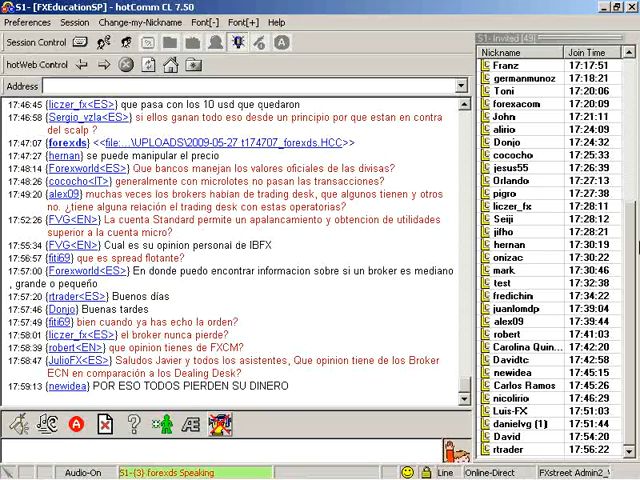 S1- [FXEducationSP] - hotComm CL 7.50
Preferences Session Change-my-Nickname Font[-] Font[+] Help
Session Control
hotWeb Control
Address
17:46:45 {liczer_fx<ES>} que pasa con los 10 usd que quedaron
17:46:58 {Sergio_vzla<ES>} si ellos ganan todo eso desde un principio por que estan en contra
del scalp ?
17:47:07 {forexds} <<file:...\UPLOADS\2009-05-27 t174707_forexds.HCC>>
17:47:27 {hernan} se puede manipular el precio
17:48:14 {Forexworld<ES>} Que bancos manejan los valores oficiales de las divisas?
17:48:26 {cococho<IT>} generalmente con microlotes no pasan las transacciones?
17:49:20 {alex09} muchas veces los brokers habian de trading desk, que algunos tienen y otros
no. ¿tiene alguna relación el trading desk con estas operatorias?
17:52:26 {FVG<EN>} La cuenta Standard permite un apalancamiento y obtencion de utilidades
superior a la cuenta micro?
17:55:34 {FVG<EN>} Cual es su opinion personal de IBFX
17:56:57 {fiti69} que es spread flotante?
17:57:00 {Forexworld<ES>} En donde puedo encontrar informacion sobre si un broker es mediano
, grande o pequeño
17:57:20 {rtrader<ES>} Buenos días
17:57:46 {Donjo} Buenas tardes
17:57:49 {fiti69} bien cuando ya has echo la orden?
17:58:01 {liczer_fx<ES>} el broker nunca pierde?
17:58:39 {robert<EN>} que opinion tienes de FXCM?
17:58:47 {JulioFX<ES>} Saludos Javier y todos los asistentes, Que opinion tiene de los Broker
ECN en comparación a los Dealing Desk?
17:59:13 {newidea} POR ESO TODOS PIERDEN SU DINERO
Audio-On S1-{3} forexds Speaking Line Online-Direct FXstreet Admin2_
S1- Invited [49]
Nickname Join Time
Franz 17:17:51
germanmunoz 17:18:21
Toni 17:20:06
forexacom 17:20:09
John 17:21:11
alirio 17:24:09
Donjo 17:24:32
cococho 17:25:33
jesus55 17:26:39
Orlando 17:27:13
pigro 17:27:38
liczer_fx 17:28:11
Seiji 17:28:12
jifho 17:28:21
hernan 17:30:19
onizac 17:30:22
mark 17:30:46
test 17:32:38
fredichin 17:34:22
juanlomdp 17:39:04
alex09 17:39:44
robert 17:41:03
Carolina Quin... 17:42:20
Davidtc 17:42:58
newidea 17:45:15
Carlos Ramos 17:45:26
nicolirio 17:46:29
Luis-FX 17:51:03
danielvg (1) 17:51:44
David 17:54:20
rtrader 17:56:22